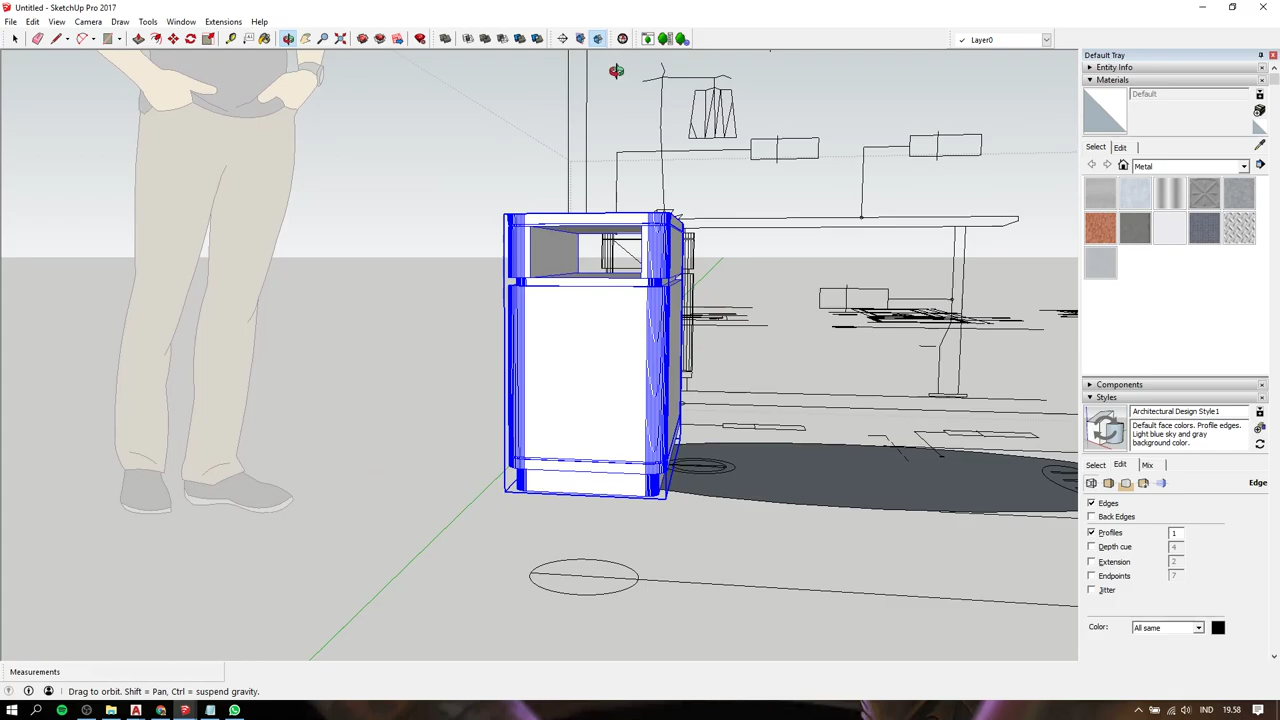 Untitled - SketchUp Pro 2017
File Edit View Camera Draw Tools Window Extensions Help
Layer0
Default Tray
Entity Info
Materials
Default
Select Edit
Metal
Components
Styles
Architectural Design Style1
Default face colors. Profile edges. Light blue sky and gray background color.
Select Edit Mix
Edge
Edges
Back Edges
Profiles 1
Depth cue 4
Extension 2
Endpoints 7
Jitter
Color: All same
Measurements
Drag to orbit. Shift = Pan, Ctrl = suspend gravity.
IND 19.58